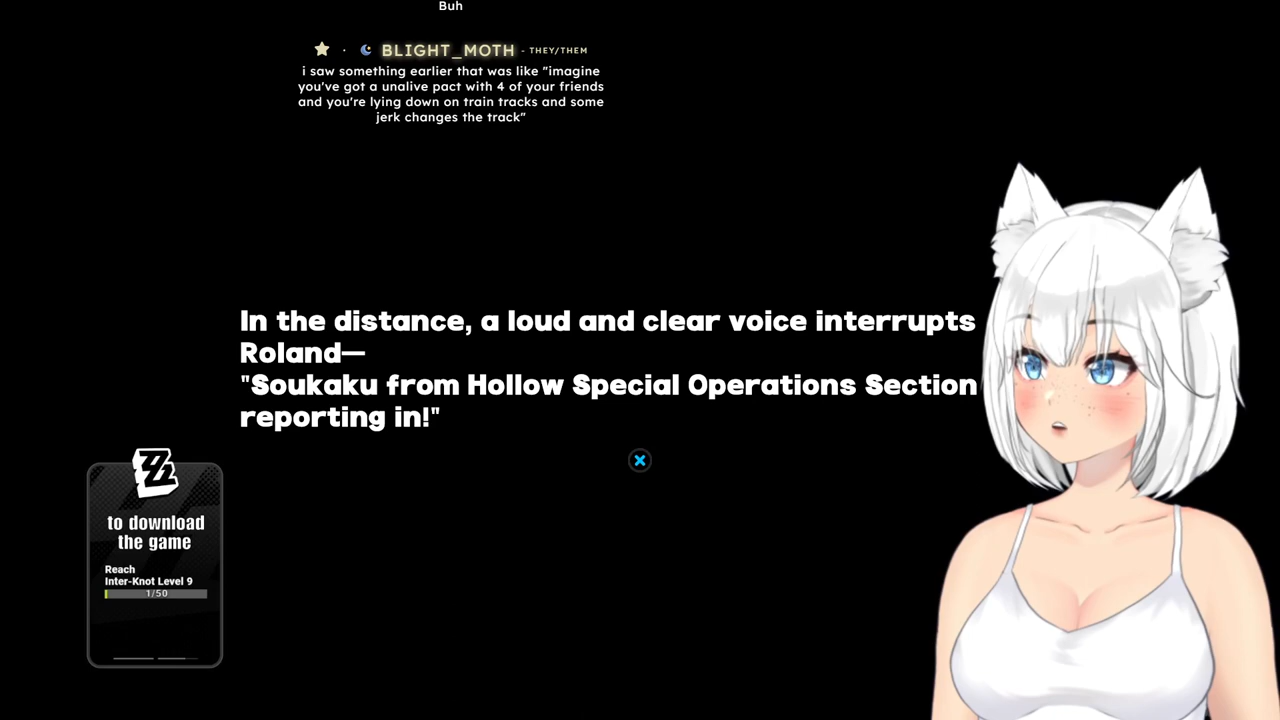 Buh
BLIGHT_MOTH - THEY/THEM
i saw something earlier that was like "imagine
you've got a unalive pact with 4 of your friends
and you're lying down on train tracks and some
jerk changes the track"
In the distance, a loud and clear voice interrupts
Roland—
"Soukaku from Hollow Special Operations Section
reporting in!"
to download
the game
Reach
Inter-Knot Level 9
1/50